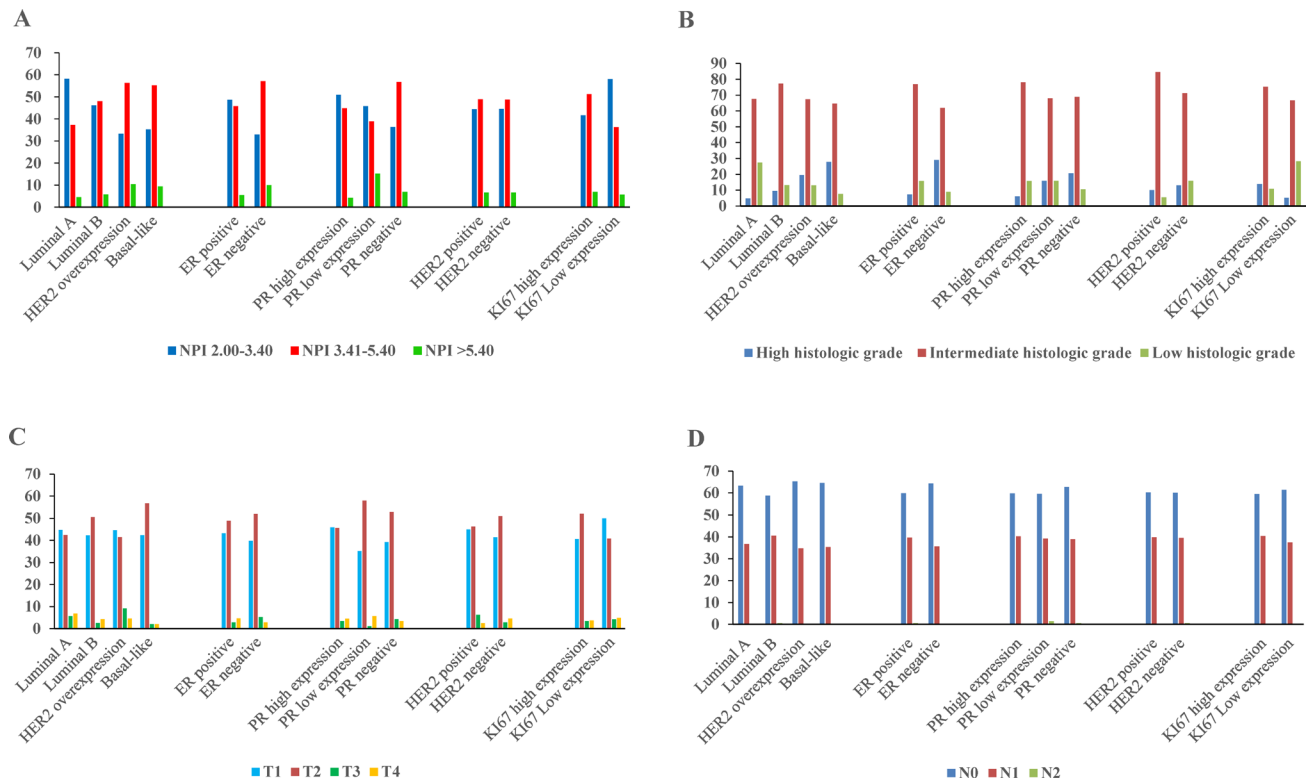 A
70
60
50
40
30
20
10
0
Luminal A
Luminal B
HER2 overexpression
Basal-like
ER positive
ER negative
PR high expression
PR low expression
PR negative
HER2 positive
HER2 negative
KI67 high expression
KI67 Low expression
NPI 2.00-3.40 NPI 3.41-5.40 NPI >5.40
B
90
80
70
60
50
40
30
20
10
0
Luminal A
Luminal B
HER2 overexpression
Basal-like
ER positive
ER negative
PR high expression
PR low expression
PR negative
HER2 positive
HER2 negative
KI67 high expression
KI67 Low expression
High histologic grade Intermediate histologic grade Low histologic grade
C
70
60
50
40
30
20
10
0
Luminal A
Luminal B
HER2 overexpression
Basal-like
ER positive
ER negative
PR high expression
PR low expression
PR negative
HER2 positive
HER2 negative
KI67 high expression
KI67 Low expression
T1 T2 T3 T4
D
70
60
50
40
30
20
10
0
Luminal A
Luminal B
HER2 overexpression
Basal-like
ER positive
ER negative
PR high expression
PR low expression
PR negative
HER2 positive
HER2 negative
KI67 high expression
KI67 Low expression
N0 N1 N2